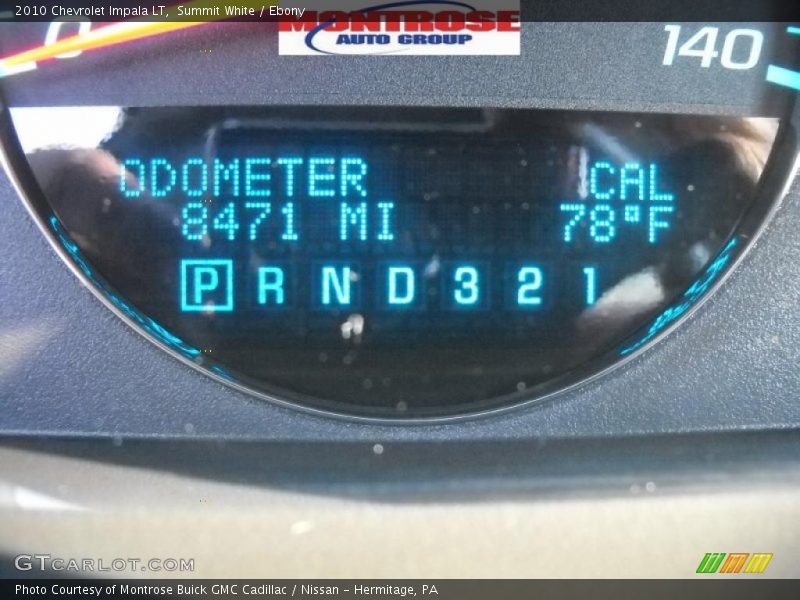 2010 Chevrolet Impala LT, Summit White / Ebony
MONTROSE
AUTO GROUP
0
140
ODOMETER CAL
8471 MI 78°F
P R N D 3 2 1
GTCARLOT.COM
Photo Courtesy of Montrose Buick GMC Cadillac / Nissan - Hermitage, PA